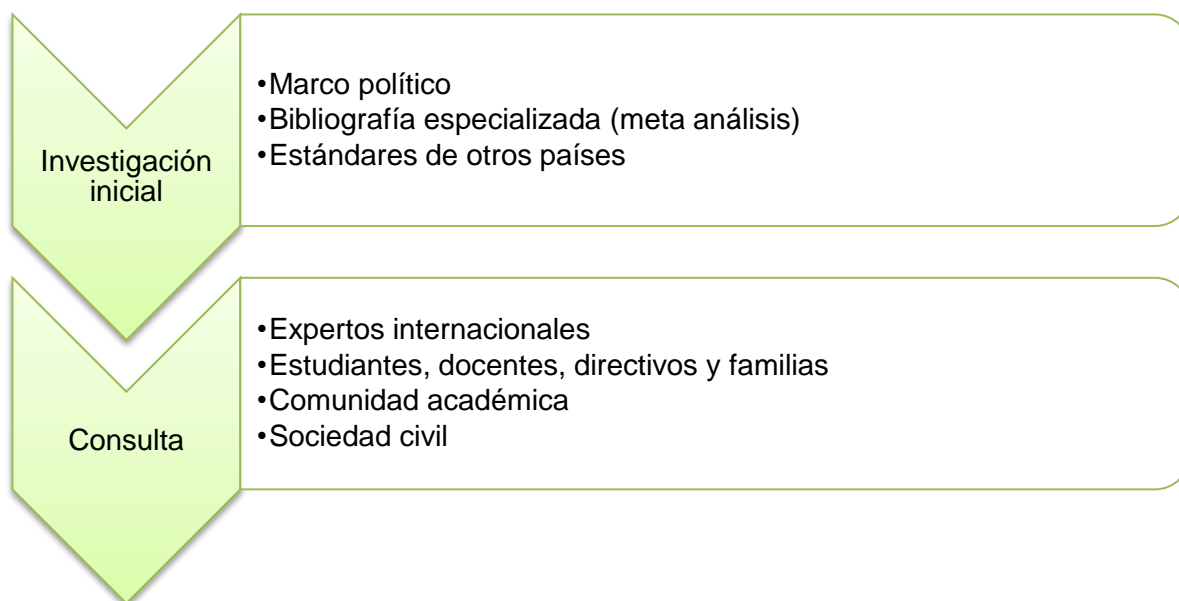 Investigación
inicial
•Marco político
•Bibliografía especializada (meta análisis)
•Estándares de otros países
Consulta
•Expertos internacionales
•Estudiantes, docentes, directivos y familias
•Comunidad académica
•Sociedad civil